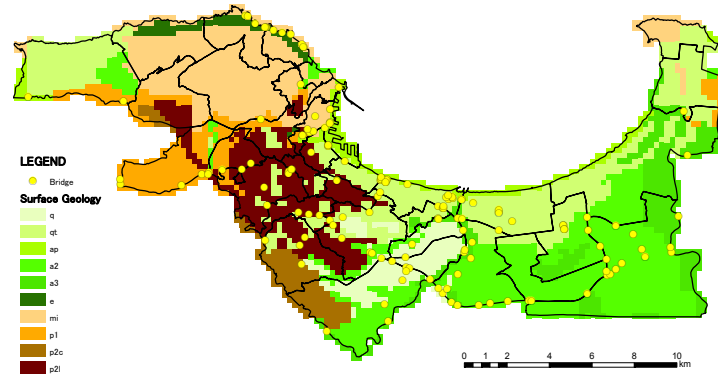 LEGEND
Bridge
Surface Geology
q
qt
ap
a2
a3
e
mi
p1
p2c
p2l
0 1 2 4 6 8 10
km